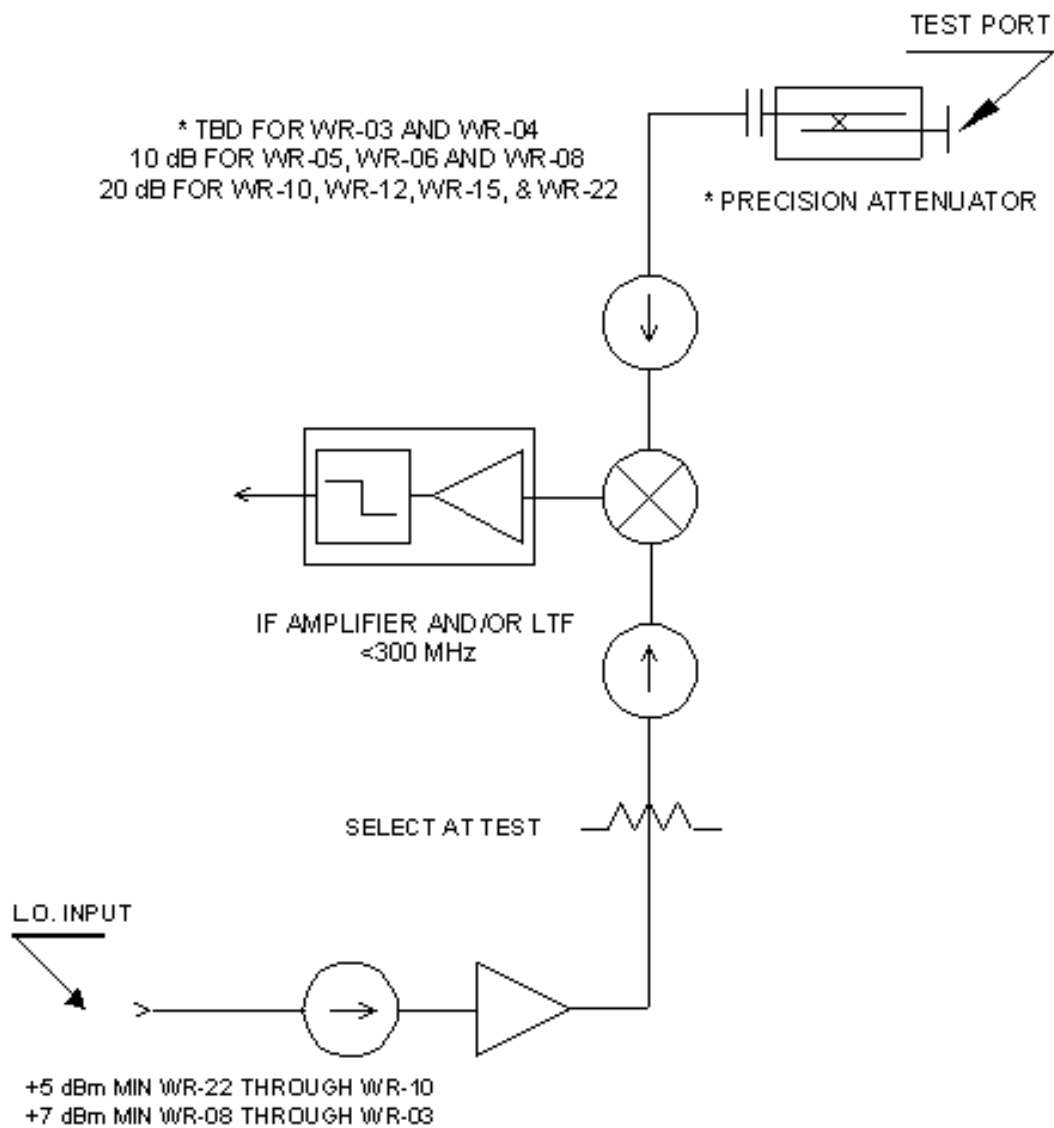 TEST PORT
* TBD FOR WR-03 AND WR-04
10 dB FOR WR-05, WR-06 AND WR-08
20 dB FOR WR-10, WR-12, WR-15, & WR-22
* PRECISION ATTENUATOR
IF AMPLIFIER AND/OR LTF
<300 MHz
SELECT AT TEST
L.O. INPUT
+5 dBm MIN WR-22 THROUGH WR-10
+7 dBm MIN WR-08 THROUGH WR-03